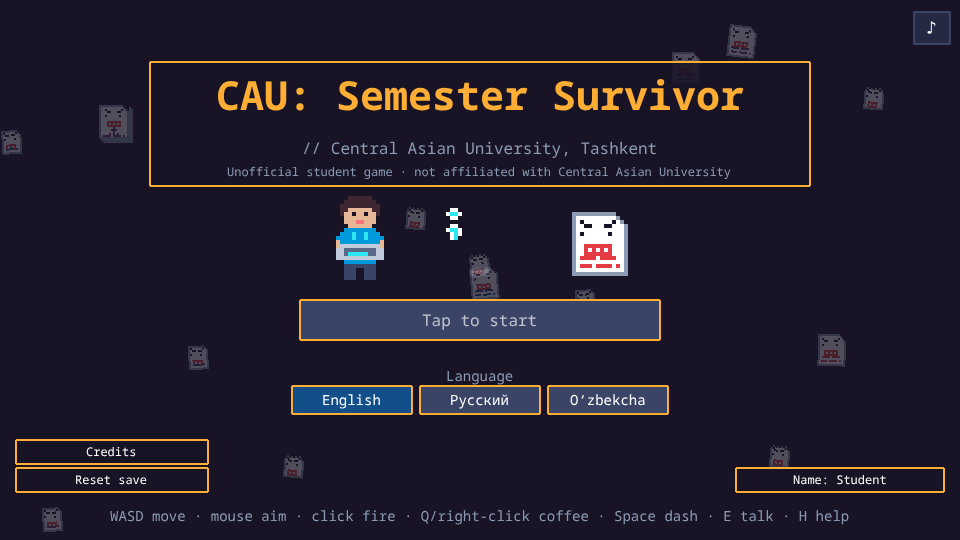 ♪
CAU: Semester Survivor
// Central Asian University, Tashkent
Unofficial student game · not affiliated with Central Asian University
Tap to start
Language
English
Русский
Oʻzbekcha
Credits
Reset save
Name: Student
WASD move · mouse aim · click fire · Q/right-click coffee · Space dash · E talk · H help